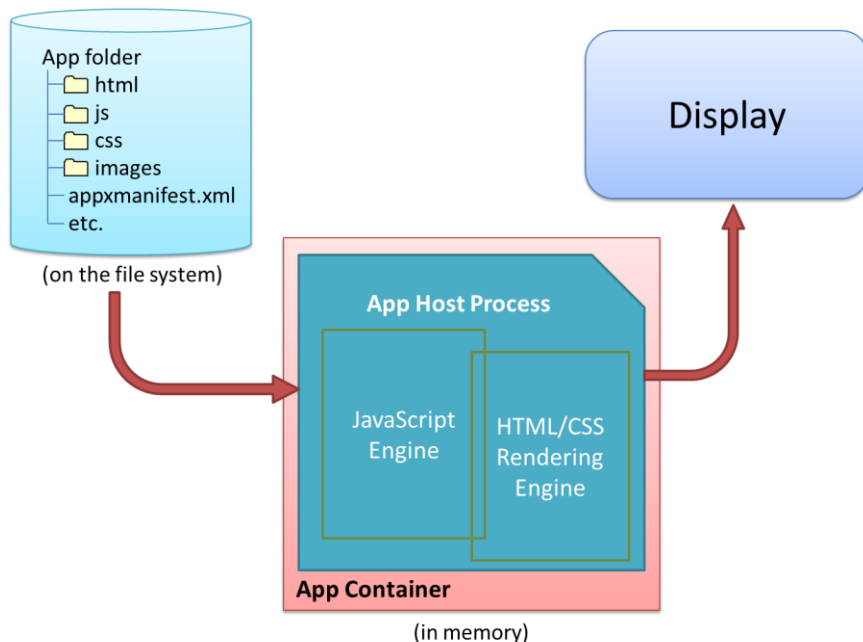 App folder
html
js
css
images
appxmanifest.xml
etc.
(on the file system)
Display
App Host Process
JavaScript
Engine
HTML/CSS
Rendering
Engine
App Container
(in memory)